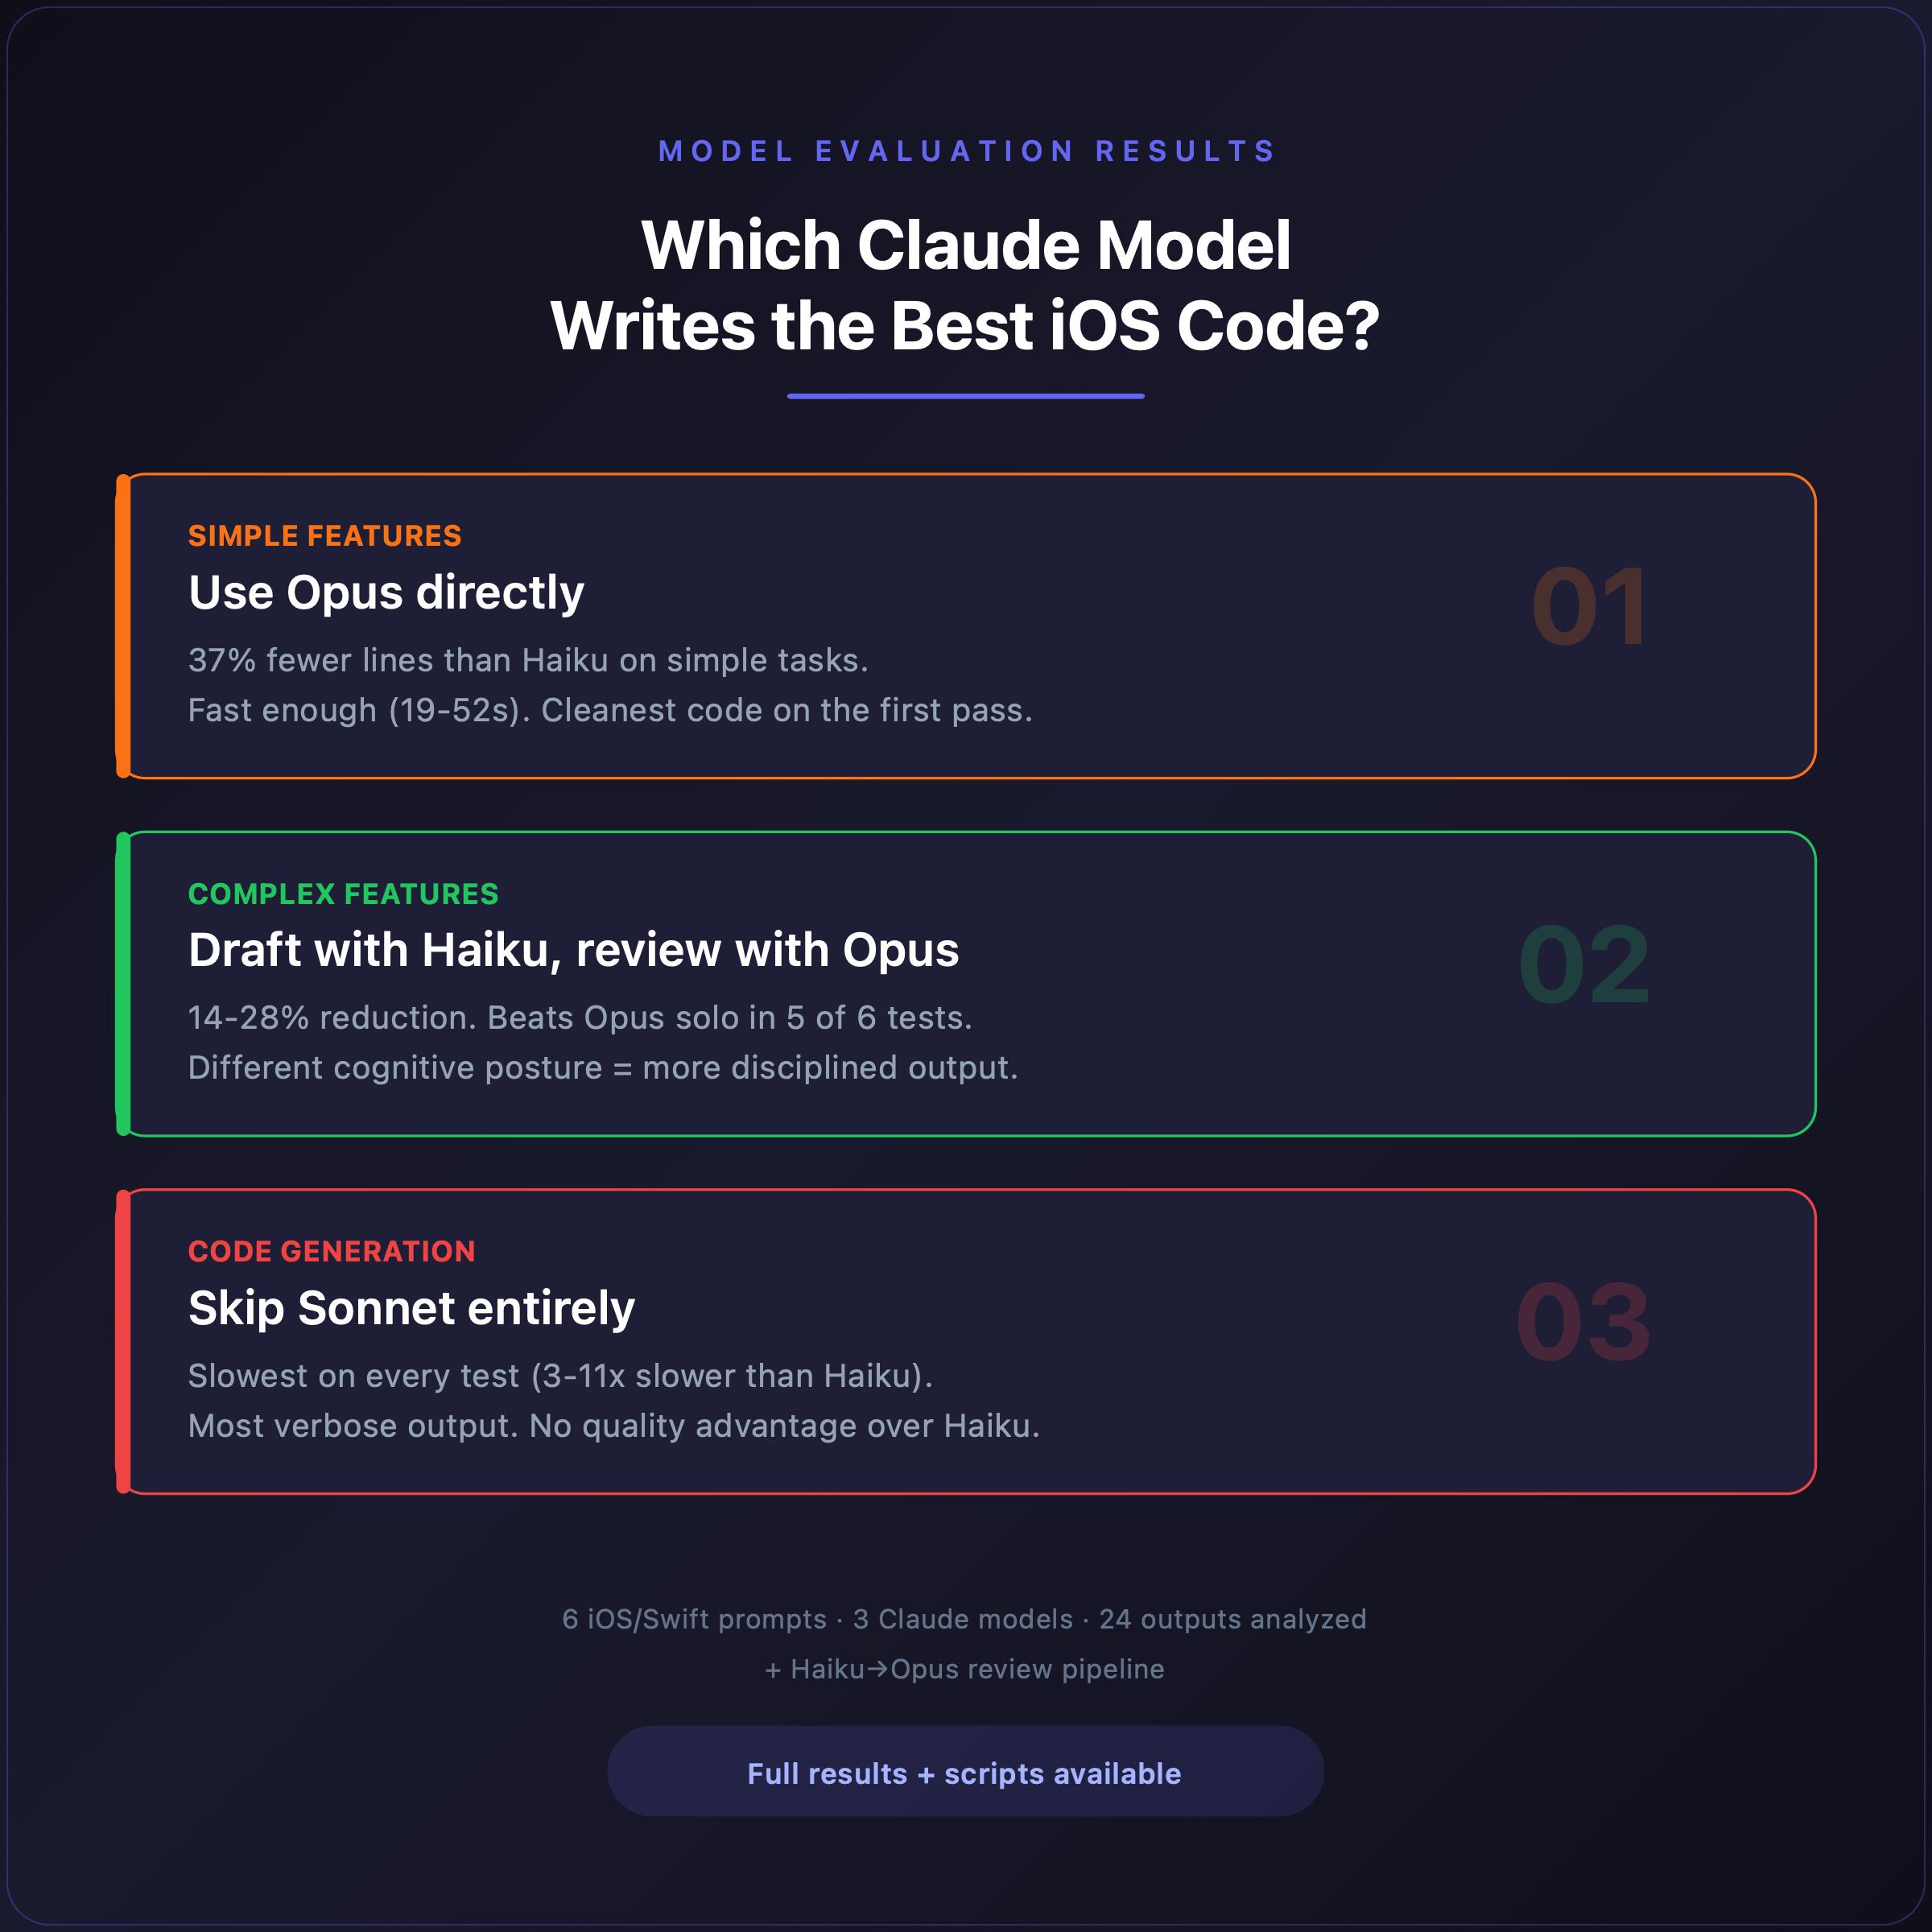 MODEL EVALUATION RESULTS
Which Claude Model
Writes the Best iOS Code?
SIMPLE FEATURES
Use Opus directly
01
37% fewer lines than Haiku on simple tasks.
Fast enough (19-52s). Cleanest code on the first pass.
COMPLEX FEATURES
Draft with Haiku, review with Opus
02
14-28% reduction. Beats Opus solo in 5 of 6 tests.
Different cognitive posture = more disciplined output.
CODE GENERATION
Skip Sonnet entirely
03
Slowest on every test (3-11x slower than Haiku).
Most verbose output. No quality advantage over Haiku.
6 iOS/Swift prompts · 3 Claude models · 24 outputs analyzed
+ Haiku→Opus review pipeline
Full results + scripts available